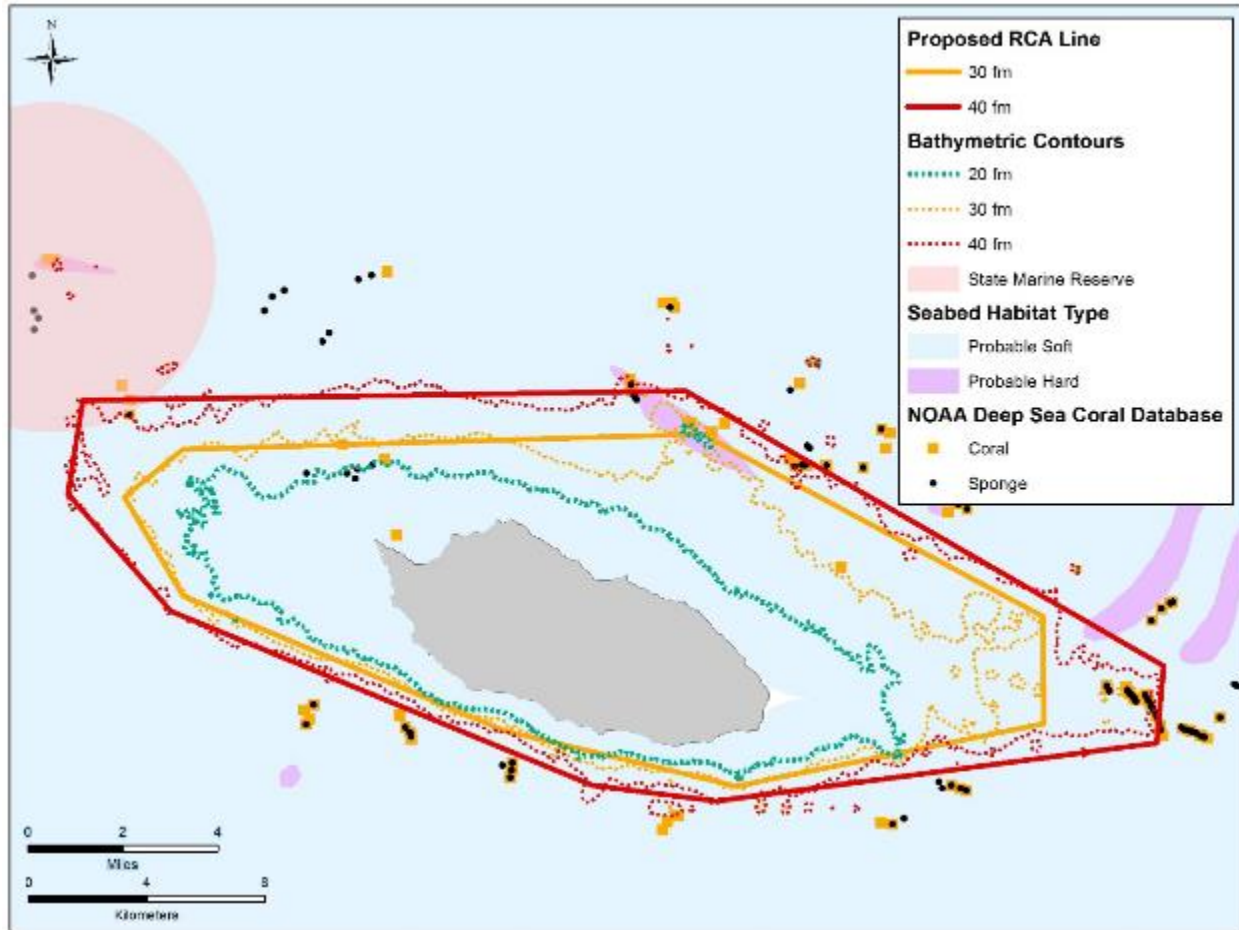 N
Proposed RCA Line
30 fm
40 fm
Bathymetric Contours
20 fm
30 fm
40 fm
State Marine Reserve
Seabed Habitat Type
Probable Soft
Probable Hard
NOAA Deep Sea Coral Database
Coral
Sponge
0 2 4
Miles
0 4 8
Kilometers